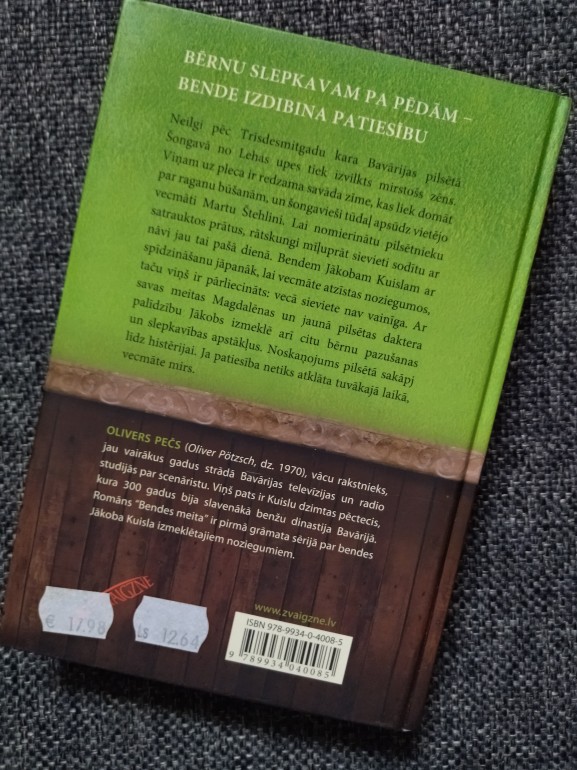 BĒRNU SLEPKAVAM PA PĒDĀM –
BENDE IZDIBINA PATIESĪBU
Neilgi pēc Trīsdesmitgadu kara Bavārijas pilsētā
Šongavā no Lehas upes tiek izvilkts mirstošs zēns.
Viņam uz pleca ir redzama savāda zīme, kas liek domāt
par raganu būšanām, un šongavieši tūdaļ apsūdz vietējo
vecmāti Martu Štehlini. Lai nomierinātu pilsētnieku
satrauktos prātus, rātskungi mīļuprāt sievieti sodītu ar
nāvi jau tai pašā dienā. Bendem Jākobam Kuislam ar
spīdzināšanu jāpanāk, lai vecmāte atzīstas noziegumos,
taču viņš ir pārliecināts: vecā sieviete nav vainīga. Ar
savas meitas Magdalēnas un jaunā pilsētas daktera
palīdzību Jākobs izmeklē arī citu bērnu pazušanas
un slepkavības apstākļus. Noskaņojums pilsētā sakāpj
līdz histērijai. Ja patiesība netiks atklāta tuvākajā laikā,
vecmāte mirs.
OLIVERS PEČS (Oliver Pötzsch, dz. 1970), vācu rakstnieks,
jau vairākus gadus strādā Bavārijas televīzijas un radio
studijās par scenāristu. Viņš pats ir Kuislu dzimtas pēctecis,
kura 300 gadus bija slavenākā benžu dinastija Bavārijā.
Romāns "Bendes meita" ir pirmā grāmata sērijā par bendes
Jākoba Kuisla izmeklētajiem noziegumiem.
€ 17.98
Ls 12.64
www.zvaigzne.lv
ISBN 978-9934-0-4008-5
9 789934 040085